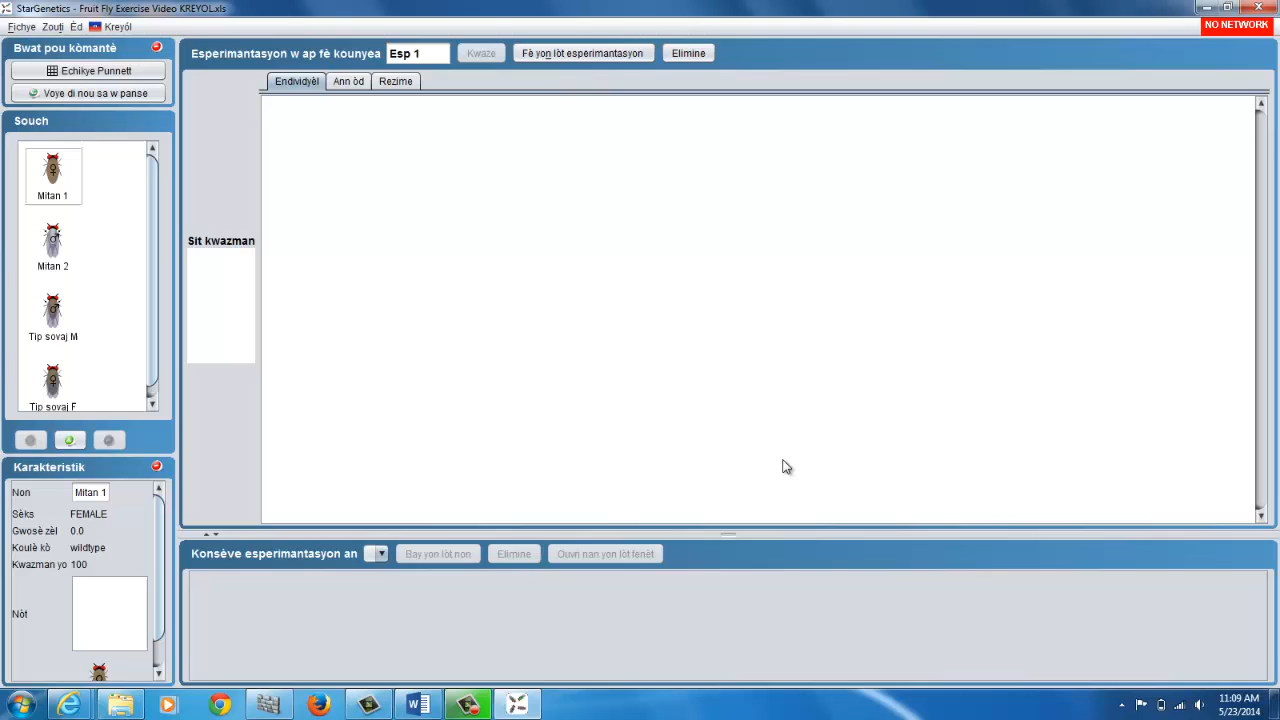 StarGenetics - Fruit Fly Exercise Video KREYOL.xls
Fichye Zouti Èd Kreyól
NO NETWORK
Bwat pou kòmantè
Echikye Punnett
Voye di nou sa w panse
Souch
Mitan 1
Mitan 2
Tip sovaj M
Tip sovaj F
Karakteristik
Non Mitan 1
Sèks FEMALE
Gwosè zèl 0.0
Koulè kò wildtype
Kwazman yo 100
Nòt
Esperimantasyon w ap fè kounyea Esp 1 Kwaze Fè yon lòt esperimantasyon Elimine
Endividyèl Ann òd Rezime
Sit kwazman
Konsève esperimantasyon an Bay yon lòt non Elimine Ouvri nan yon lòt fenèt
11:09 AM
5/23/2014